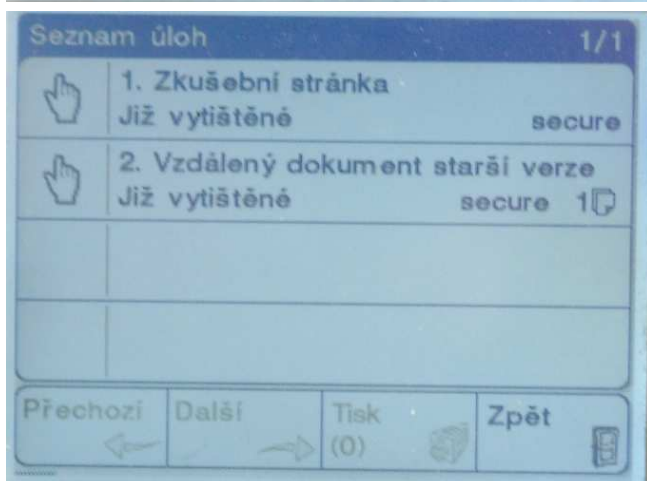 Seznam úloh 1/1
1. Zkušební stránka
Již vytištěné secure
2. Vzdálený dokument starší verze
Již vytištěné secure 1
Přechozí Další Tisk Zpět
(0)